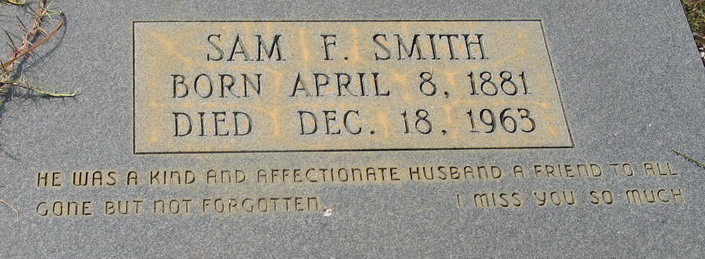 SAM F. SMITH
BORN APRIL 8, 1881
DIED DEC. 18, 1963
HE WAS A KIND AND AFFECTIONATE HUSBAND A FRIEND TO ALL
GONE BUT NOT FORGOTTEN. I MISS YOU SO MUCH